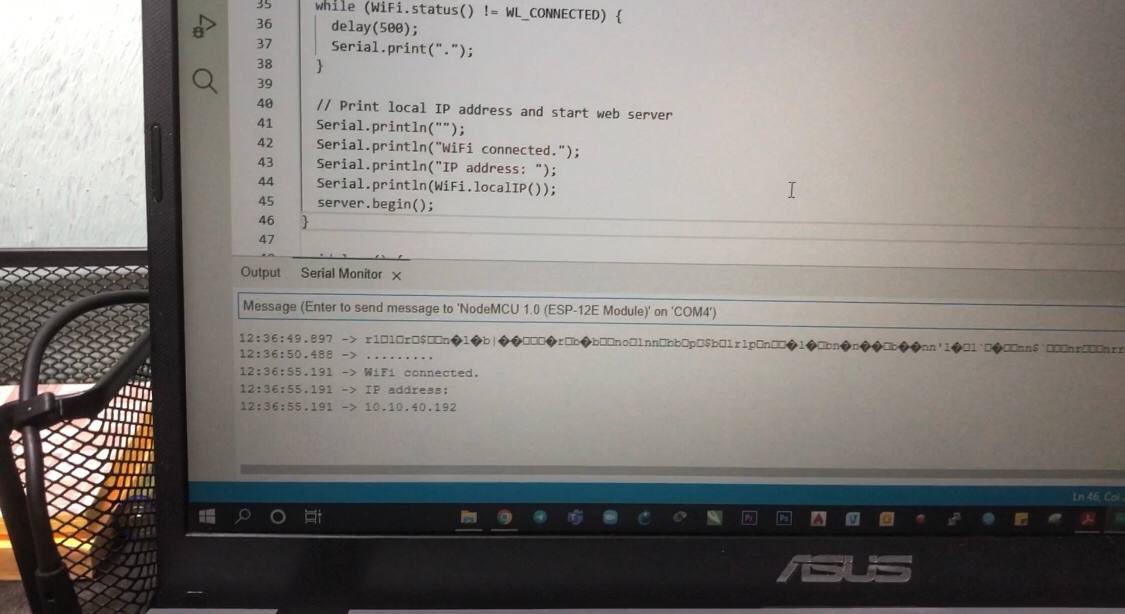 35 while (WiFi.status() != WL_CONNECTED) {
36 delay(500);
37 Serial.print(".");
38 }
39
40 // Print local IP address and start web server
41 Serial.println("");
42 Serial.println("WiFi connected.");
43 Serial.println("IP address: ");
44 Serial.println(WiFi.localIP());
45 server.begin();
46 }
47
Output Serial Monitor ×
Message (Enter to send message to 'NodeMCU 1.0 (ESP-12E Module)' on 'COM4')
12:36:49.897 ->
12:36:50.488 -> .........
12:36:55.191 -> WiFi connected.
12:36:55.191 -> IP address:
12:36:55.191 -> 10.10.40.192
Ln 46, Col
Pr Ps
ASUS